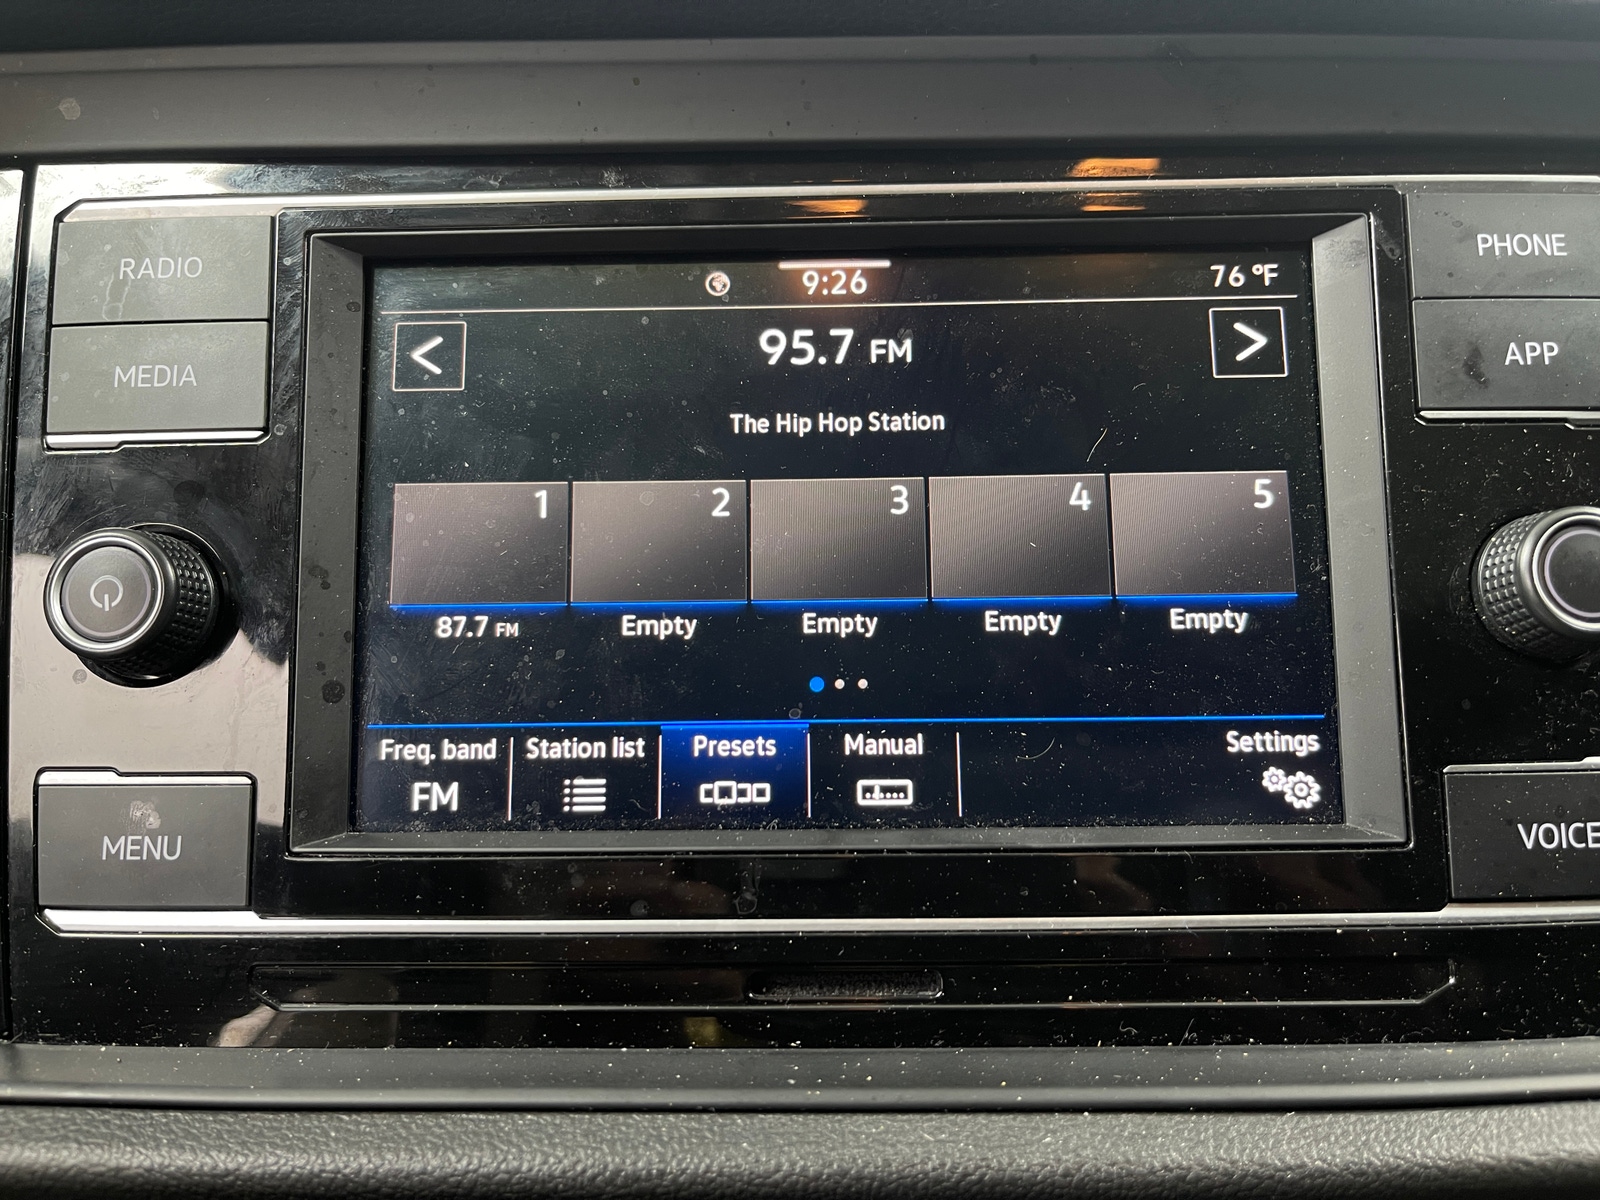 RADIO
MEDIA
MENU
9:26
76 °F
<
95.7 FM
>
The Hip Hop Station
1
2
3
4
5
87.7 FM
Empty
Empty
Empty
Empty
Freq. band
FM
Station list
Presets
Manual
Settings
PHONE
APP
VOICE